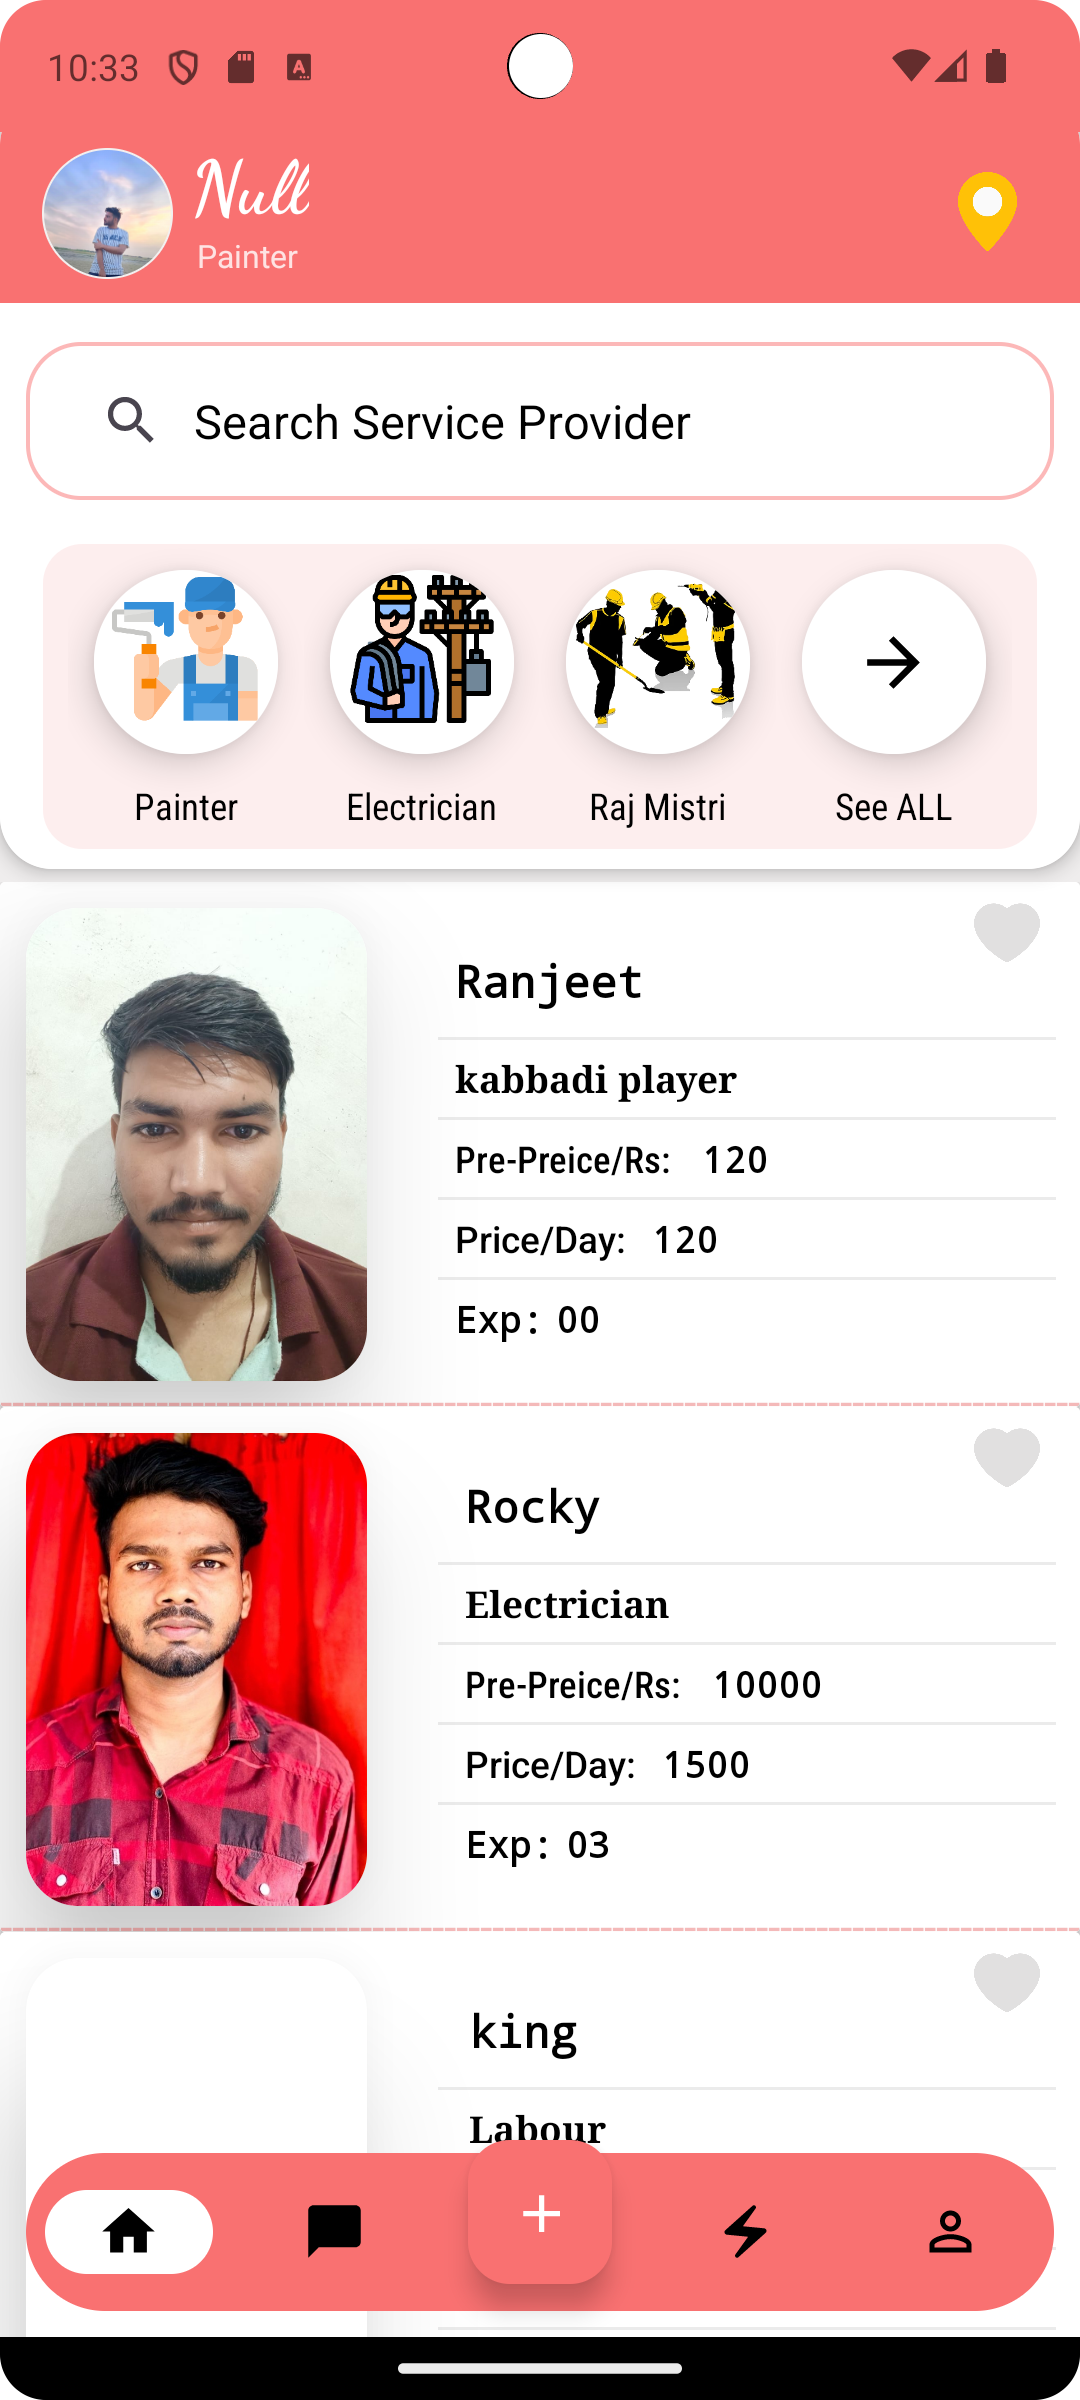 10:33
Null
Painter
Search Service Provider
Painter
Electrician
Raj Mistri
See ALL
Ranjeet
kabbadi player
Pre-Preice/Rs: 120
Price/Day: 120
Exp: 00
Rocky
Electrician
Pre-Preice/Rs: 10000
Price/Day: 1500
Exp: 03
king
Labour